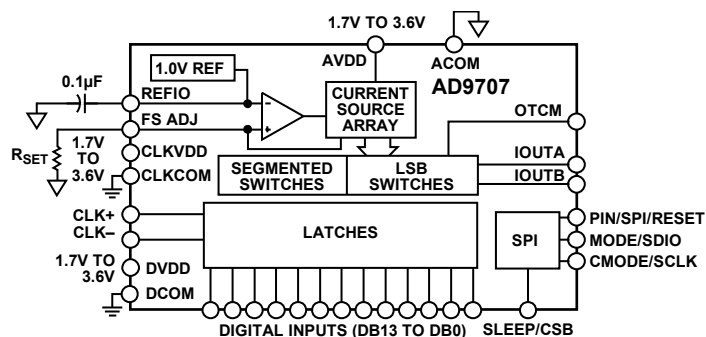 1.7V TO 3.6V
AVDD
ACOM
AD9707
1.0V REF
0.1µF
REFIO
CURRENT
SOURCE
ARRAY
OTCM
FS ADJ
RSET
1.7V
TO
3.6V
CLKVDD
CLKCOM
SEGMENTED
SWITCHES
LSB
SWITCHES
IOUTA
IOUTB
CLK+
CLK–
LATCHES
SPI
PIN/SPI/RESET
MODE/SDIO
CMODE/SCLK
1.7V TO
3.6V
DVDD
DCOM
DIGITAL INPUTS (DB13 TO DB0)
SLEEP/CSB